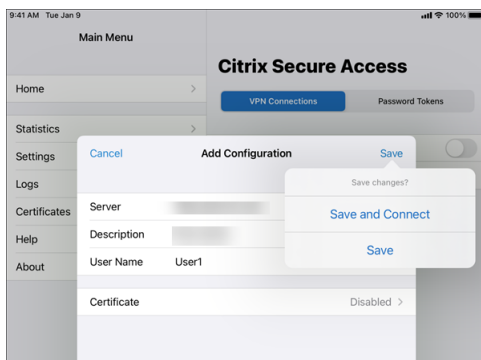 9:41 AM Tue Jan 9
100%
Main Menu
Citrix Secure Access
Home
VPN Connections
Password Tokens
Statistics
Settings
Logs
Certificates
Help
About
Cancel
Add Configuration
Save
Save changes?
Save and Connect
Save
Server
Description
User Name User1
Certificate Disabled